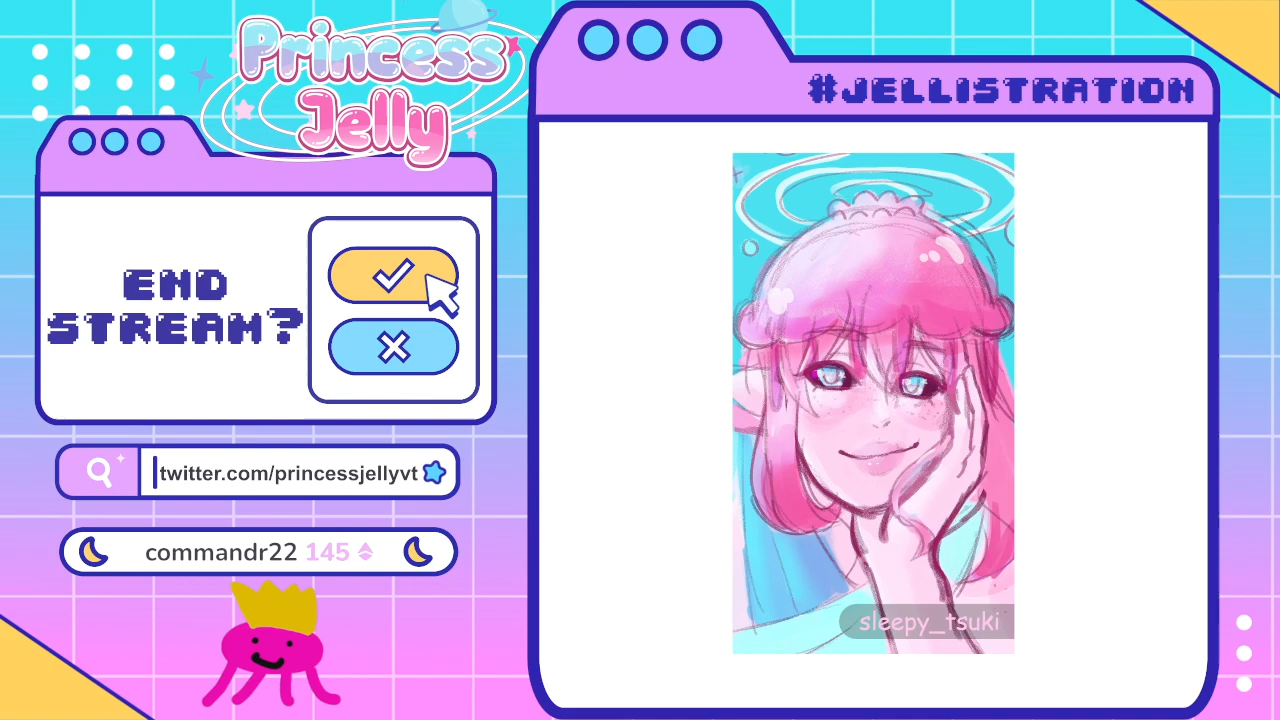 Princess
Jelly
#JELLISTRATION
END
STREAM?
twitter.com/princessjellyvt
commandr22 145
sleepy_tsuki